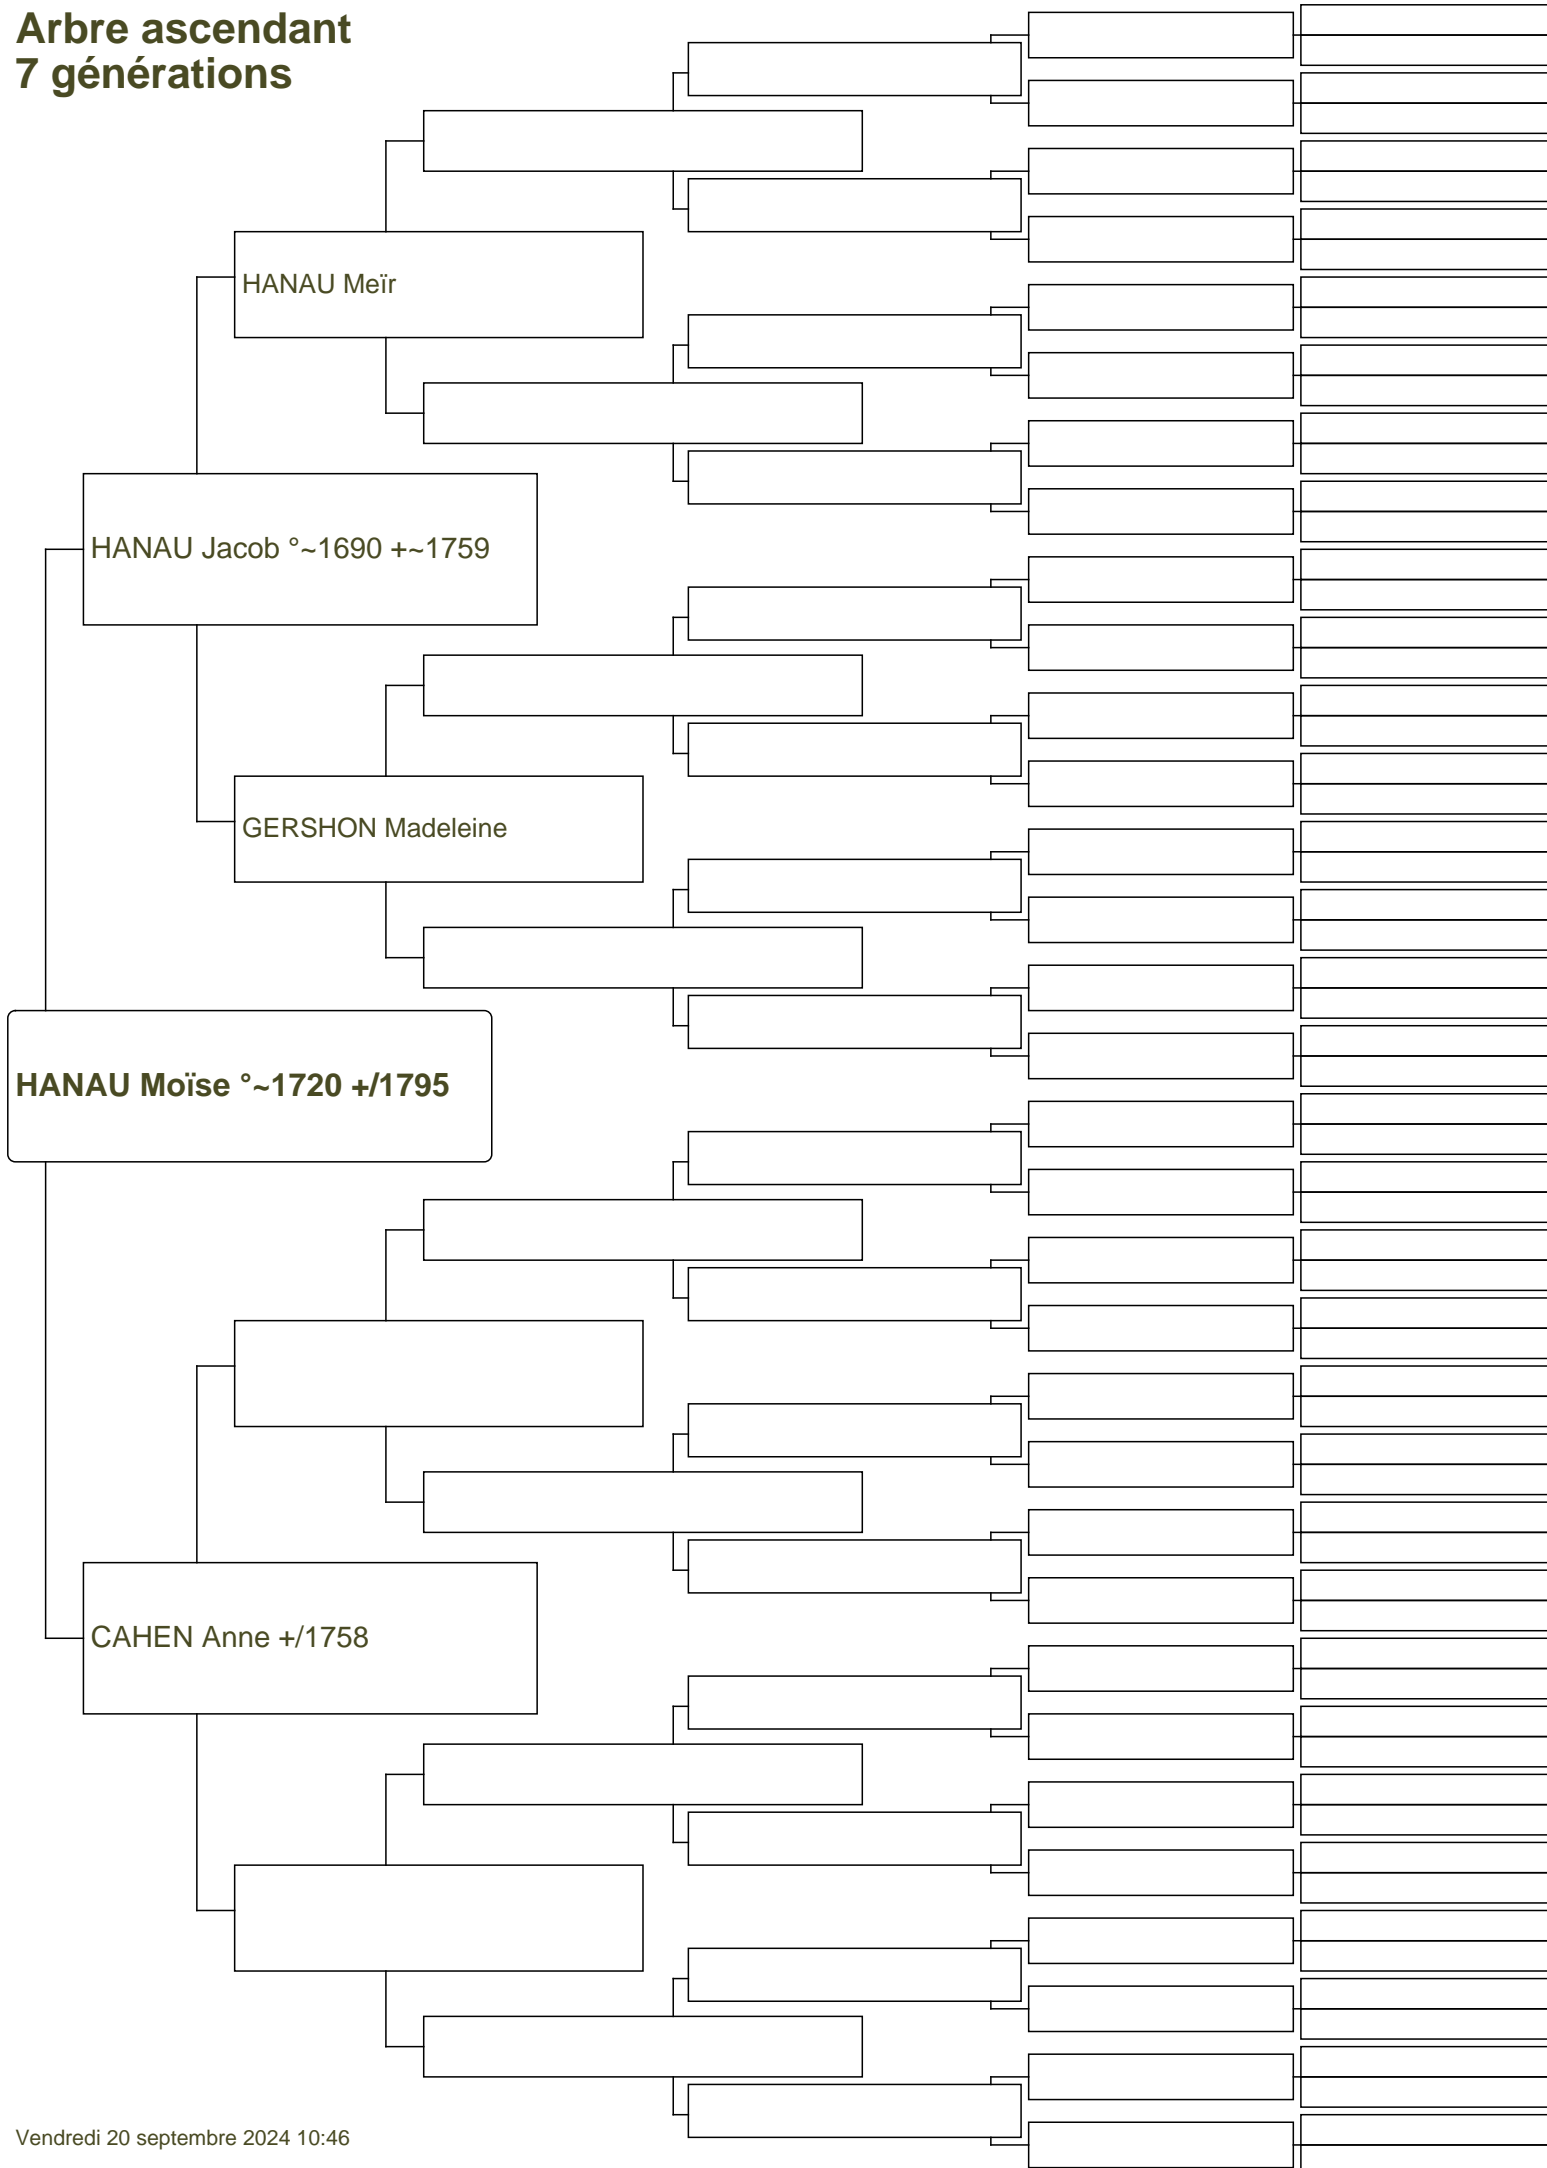 Arbre ascendant
7 générations
HANAU Meïr
HANAU Jacob °~1690 +~1759
GERSHON Madeleine
HANAU Moïse °~1720 +/1795
CAHEN Anne +/1758
Vendredi 20 septembre 2024 10:46